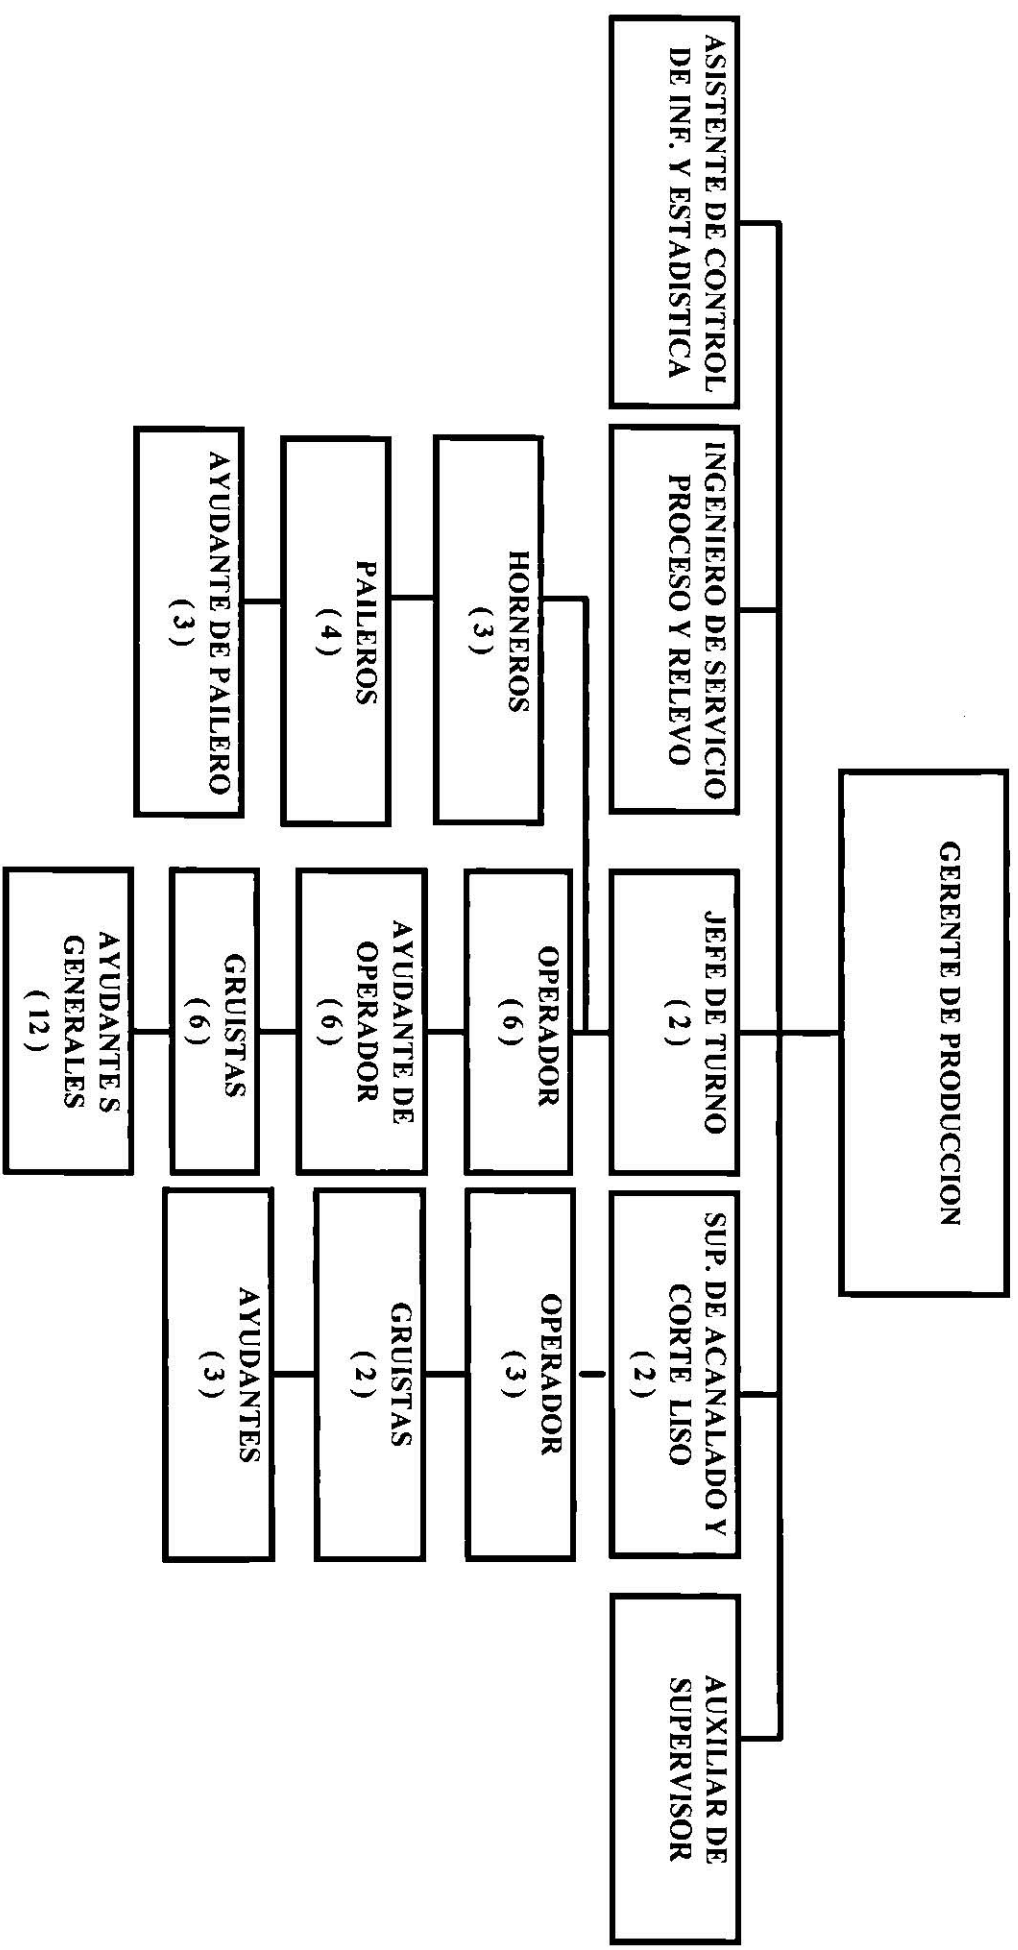 GERENTE DE PRODUCCION
ASISTENTE DE CONTROL
DE INF. Y ESTADISTICA
INGENIERO DE SERVICIO
PROCESO Y RELEVO
JEFE DE TURNO
( 2 )
SUP. DE ACANALADO Y
CORTE LISO
( 2 )
AUXILIAR DE
SUPERVISOR
HORNEROS
( 3 )
PAILEROS
( 4 )
AYUDANTE DE PAILERO
( 3 )
OPERADOR
( 6 )
AYUDANTE DE
OPERADOR
( 6 )
GRUISTAS
( 6 )
AYUDANTE S
GENERALES
( 12 )
OPERADOR
( 3 )
GRUISTAS
( 2 )
AYUDANTES
( 3 )